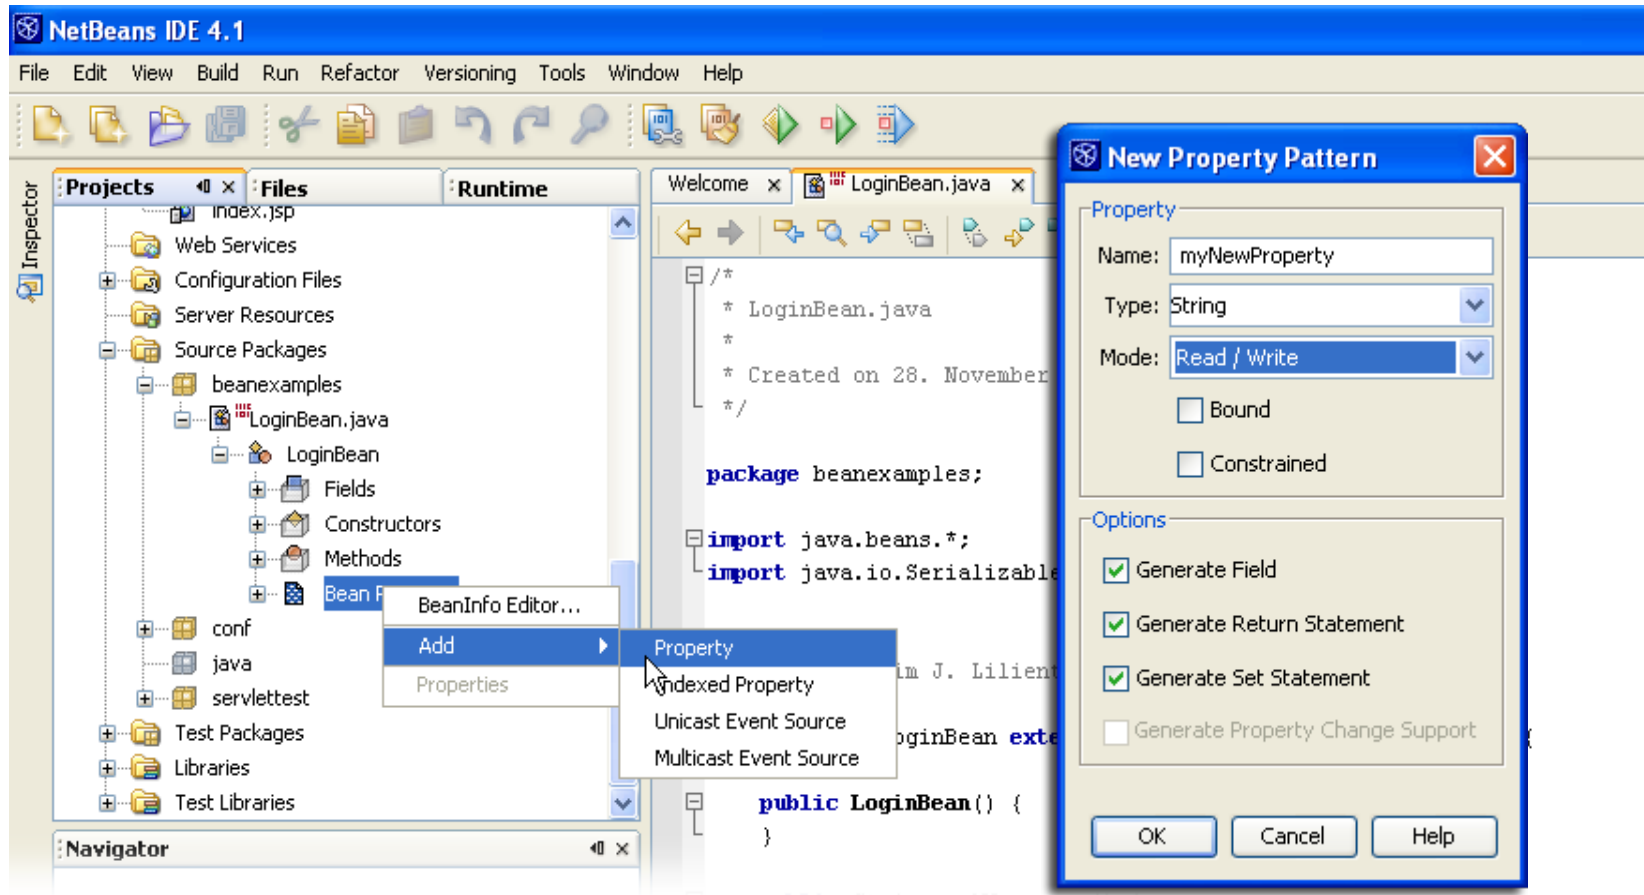 NetBeans IDE 4.1
File Edit View Build Run Refactor Versioning Tools Window Help
Inspector
Projects Files Runtime
index.jsp
Web Services
Configuration Files
Server Resources
Source Packages
beanexamples
LoginBean.java
LoginBean
Fields
Constructors
Methods
Bean
conf
java
servlettest
Test Packages
Libraries
Test Libraries
Navigator
BeanInfo Editor...
Add
Properties
Property
Indexed Property
Unicast Event Source
Multicast Event Source
Welcome LoginBean.java
/*
* LoginBean.java
*
* Created on 28. November
*/
package beanexamples;
import java.beans.*;
import java.io.Serializable
J. Lilient
oginBean exte {
public LoginBean() {
}
New Property Pattern
Property
Name: myNewProperty
Type: String
Mode: Read / Write
Bound
Constrained
Options
Generate Field
Generate Return Statement
Generate Set Statement
Generate Property Change Support
OK Cancel Help